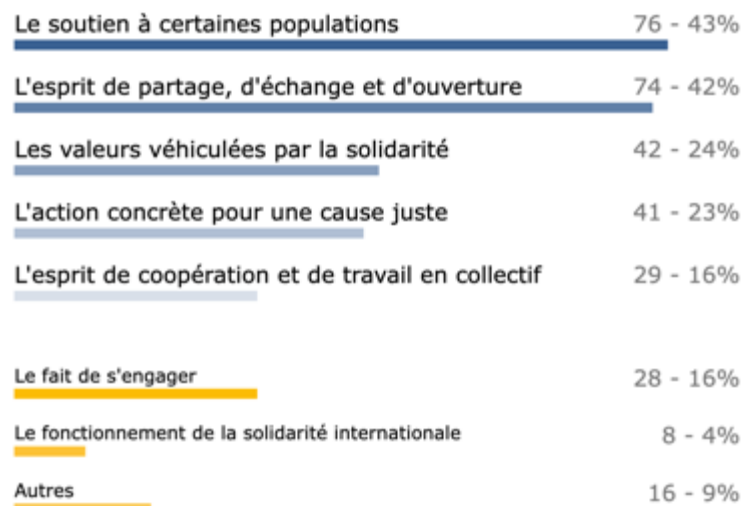 Le soutien à certaines populations 76 - 43%
L'esprit de partage, d'échange et d'ouverture 74 - 42%
Les valeurs véhiculées par la solidarité 42 - 24%
L'action concrète pour une cause juste 41 - 23%
L'esprit de coopération et de travail en collectif 29 - 16%
Le fait de s'engager 28 - 16%
Le fonctionnement de la solidarité internationale 8 - 4%
Autres 16 - 9%